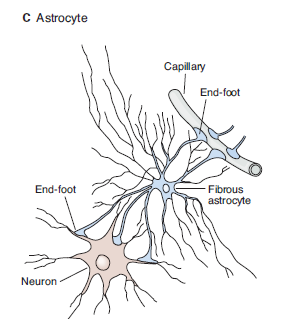 C Astrocyte
Capillary
End-foot
End-foot
Fibrous
astrocyte
Neuron